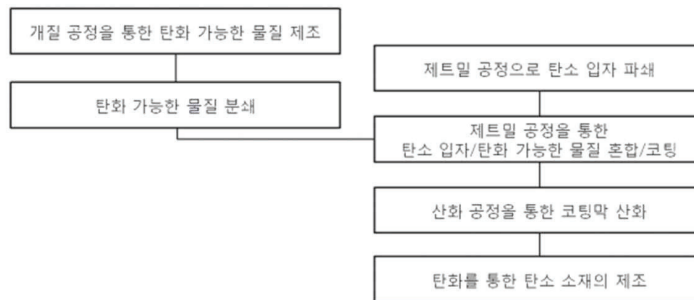 개질 공정을 통한 탄화 가능한 물질 제조
탄화 가능한 물질 분쇄
제트밀 공정으로 탄소 입자 파쇄
제트밀 공정을 통한
탄소 입자/탄화 가능한 물질 혼합/코팅
산화 공정을 통한 코팅막 산화
탄화를 통한 탄소 소재의 제조